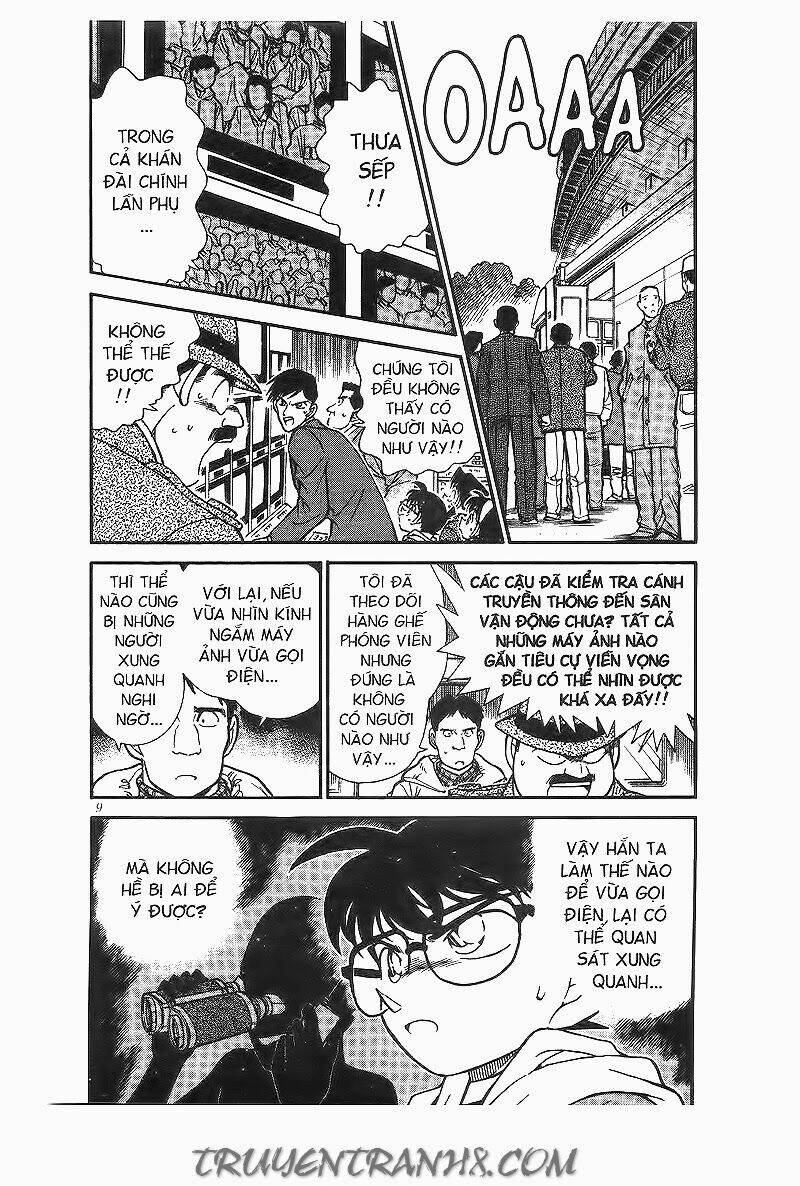 OAAA
THƯA
SẾP
!!
TRONG
CẢ KHÁN
ĐÀI CHÍNH
LẪN PHỤ
...
KHÔNG
THỂ THẾ
ĐƯỢC
!!
CHÚNG TÔI
ĐỀU KHÔNG
THẤY CÓ
NGƯỜI NÀO
NHƯ VẬY!!
CÁC CẬU ĐÃ KIỂM TRA CÁNH
TRUYỀN THÔNG ĐẾN SÂN
VẬN ĐỘNG CHƯA? TẤT CẢ
NHỮNG MÁY ẢNH NÀO
GẮN TIÊU CỰ VIỄN VỌNG
ĐỀU CÓ THỂ NHÌN ĐƯỢC
KHÁ XA ĐẤY!!
TÔI ĐÃ
THEO DÕI
HÀNG GHẾ
PHÓNG VIÊN
NHƯNG
ĐÚNG LÀ
KHÔNG
CÓ NGƯỜI
NÀO NHƯ
VẬY...
VỚI LẠI, NẾU
VỪA NHÌN KÍNH
NGẮM MÁY
ẢNH VỪA GỌI
ĐIỆN...
THÌ THỂ
NÀO CŨNG
BỊ NHỮNG
NGƯỜI
XUNG
QUANH
NGHI
NGỜ...
9
VẬY HẮN TA
LÀM THẾ NÀO
ĐỂ VỪA GỌI
ĐIỆN, LẠI CÓ
THỂ QUAN
SÁT XUNG
QUANH...
MÀ KHÔNG
HỀ BỊ AI ĐỂ
Ý ĐƯỢC?
TRUYENTRANH8.COM